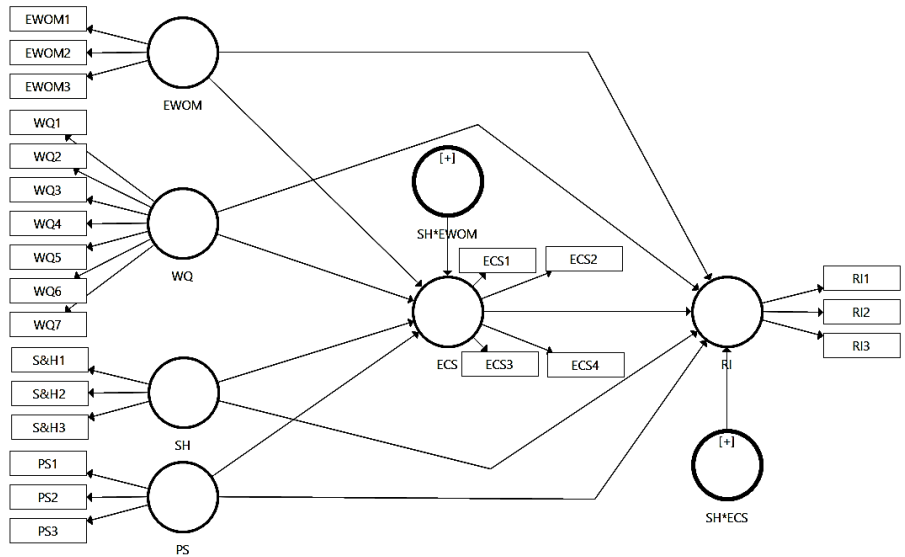 EWOM1
EWOM2
EWOM3
EWOM
WQ1
WQ2
WQ3
WQ4
WQ5
WQ6
WQ7
WQ
[+]
SH*EWOM
ECS1
ECS2
ECS
ECS3
ECS4
RI1
RI2
RI3
RI
S&H1
S&H2
S&H3
SH
[+]
SH*ECS
PS1
PS2
PS3
PS